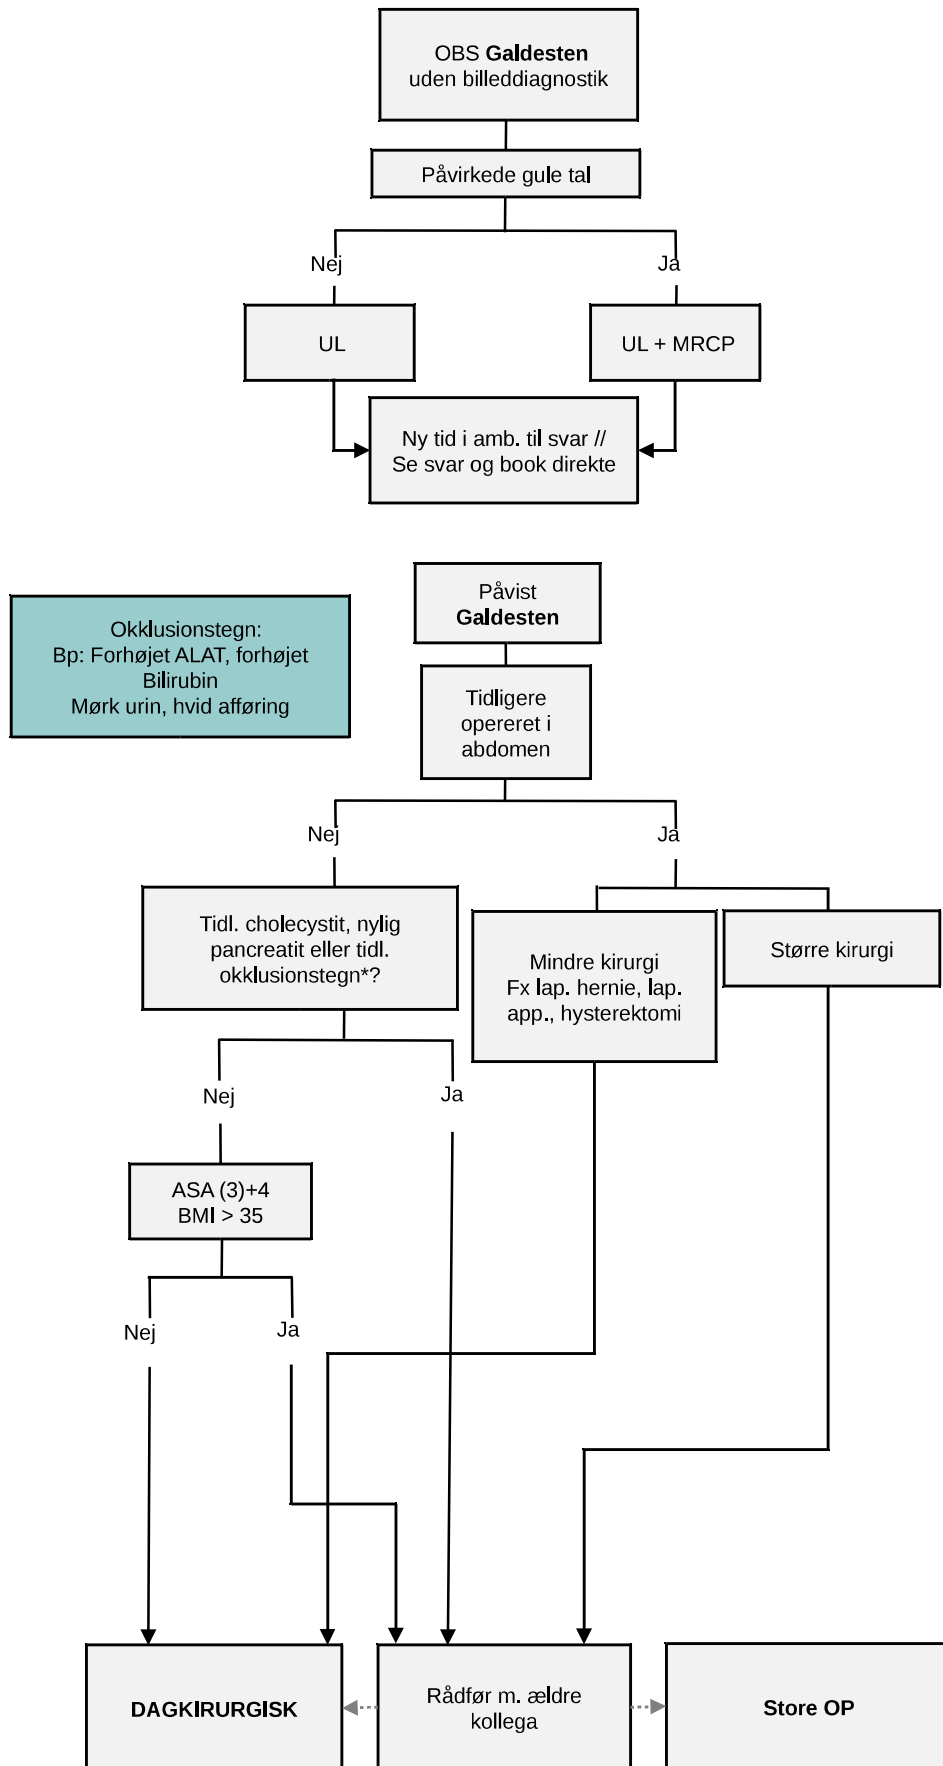 OBS Galdesten
uden billeddiagnostik
Påvirkede gule tal
Nej
Ja
UL
UL + MRCP
Ny tid i amb. til svar //
Se svar og book direkte
Påvist
Galdesten
Okklusionstegn:
Bp: Forhøjet ALAT, forhøjet
Bilirubin
Mørk urin, hvid afføring
Tidligere
opereret i
abdomen
Nej
Ja
Tidl. cholecystit, nylig
pancreatit eller tidl.
okklusionstegn*?
Mindre kirurgi
Fx lap. hernie, lap.
app., hysterektomi
Større kirurgi
Nej
Ja
ASA (3)+4
BMI > 35
Nej
Ja
DAGKIRURGISK
Rådfør m. ældre
kollega
Store OP